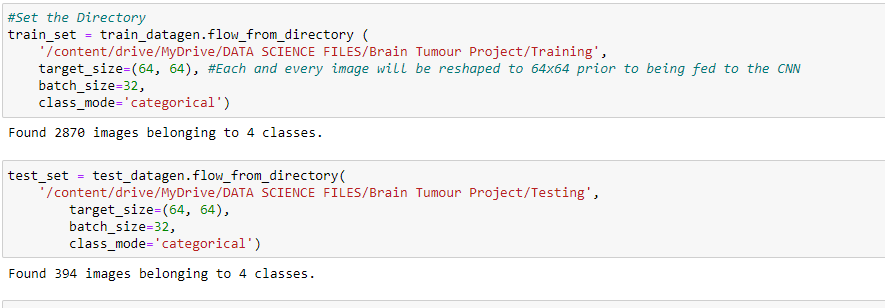 #Set the Directory
train_set = train_datagen.flow_from_directory (
    '/content/drive/MyDrive/DATA SCIENCE FILES/Brain Tumour Project/Training',
    target_size=(64, 64), #Each and every image will be reshaped to 64x64 prior to being fed to the CNN
    batch_size=32,
    class_mode='categorical')
Found 2870 images belonging to 4 classes.
test_set = test_datagen.flow_from_directory(
    '/content/drive/MyDrive/DATA SCIENCE FILES/Brain Tumour Project/Testing',
        target_size=(64, 64),
        batch_size=32,
        class_mode='categorical')
Found 394 images belonging to 4 classes.